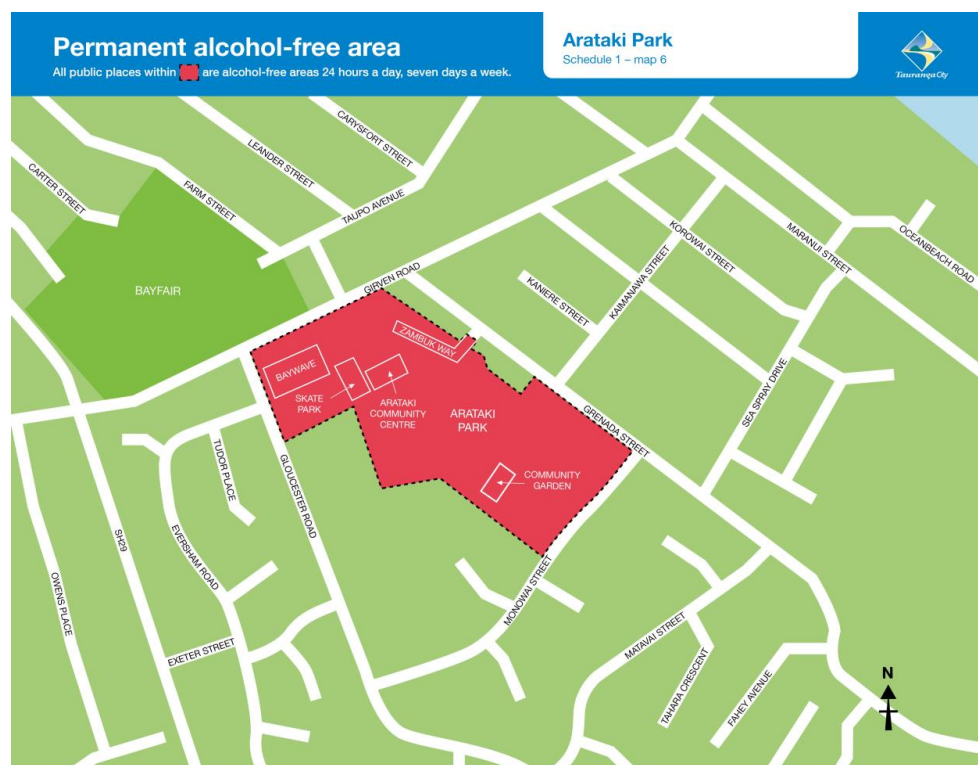 Permanent alcohol-free area
All public places within are alcohol-free areas 24 hours a day, seven days a week.
Arataki Park
Schedule 1 – map 6
Tauranga City
CARYSFORT STREET
LEANDER STREET
CARTER STREET
FARM STREET
TAUPO AVENUE
KOROWAI STREET
MARANUI STREET
OCEANBEACH ROAD
BAYFAIR
GIRVEN ROAD
KANIERE STREET
KAIMANAWA STREET
ZAMBUK WAY
BAYWAVE
SKATE
PARK
ARATAKI
COMMUNITY
CENTRE
ARATAKI
PARK
GRENADA STREET
SEA SPRAY DRIVE
COMMUNITY
GARDEN
TUDOR PLACE
GLOUCESTER ROAD
SH29
EVERSHAM ROAD
OWENS PLACE
EXETER STREET
MONOWAI STREET
MATAVAI STREET
TAHARA CRESCENT
FAHEY AVENUE
N